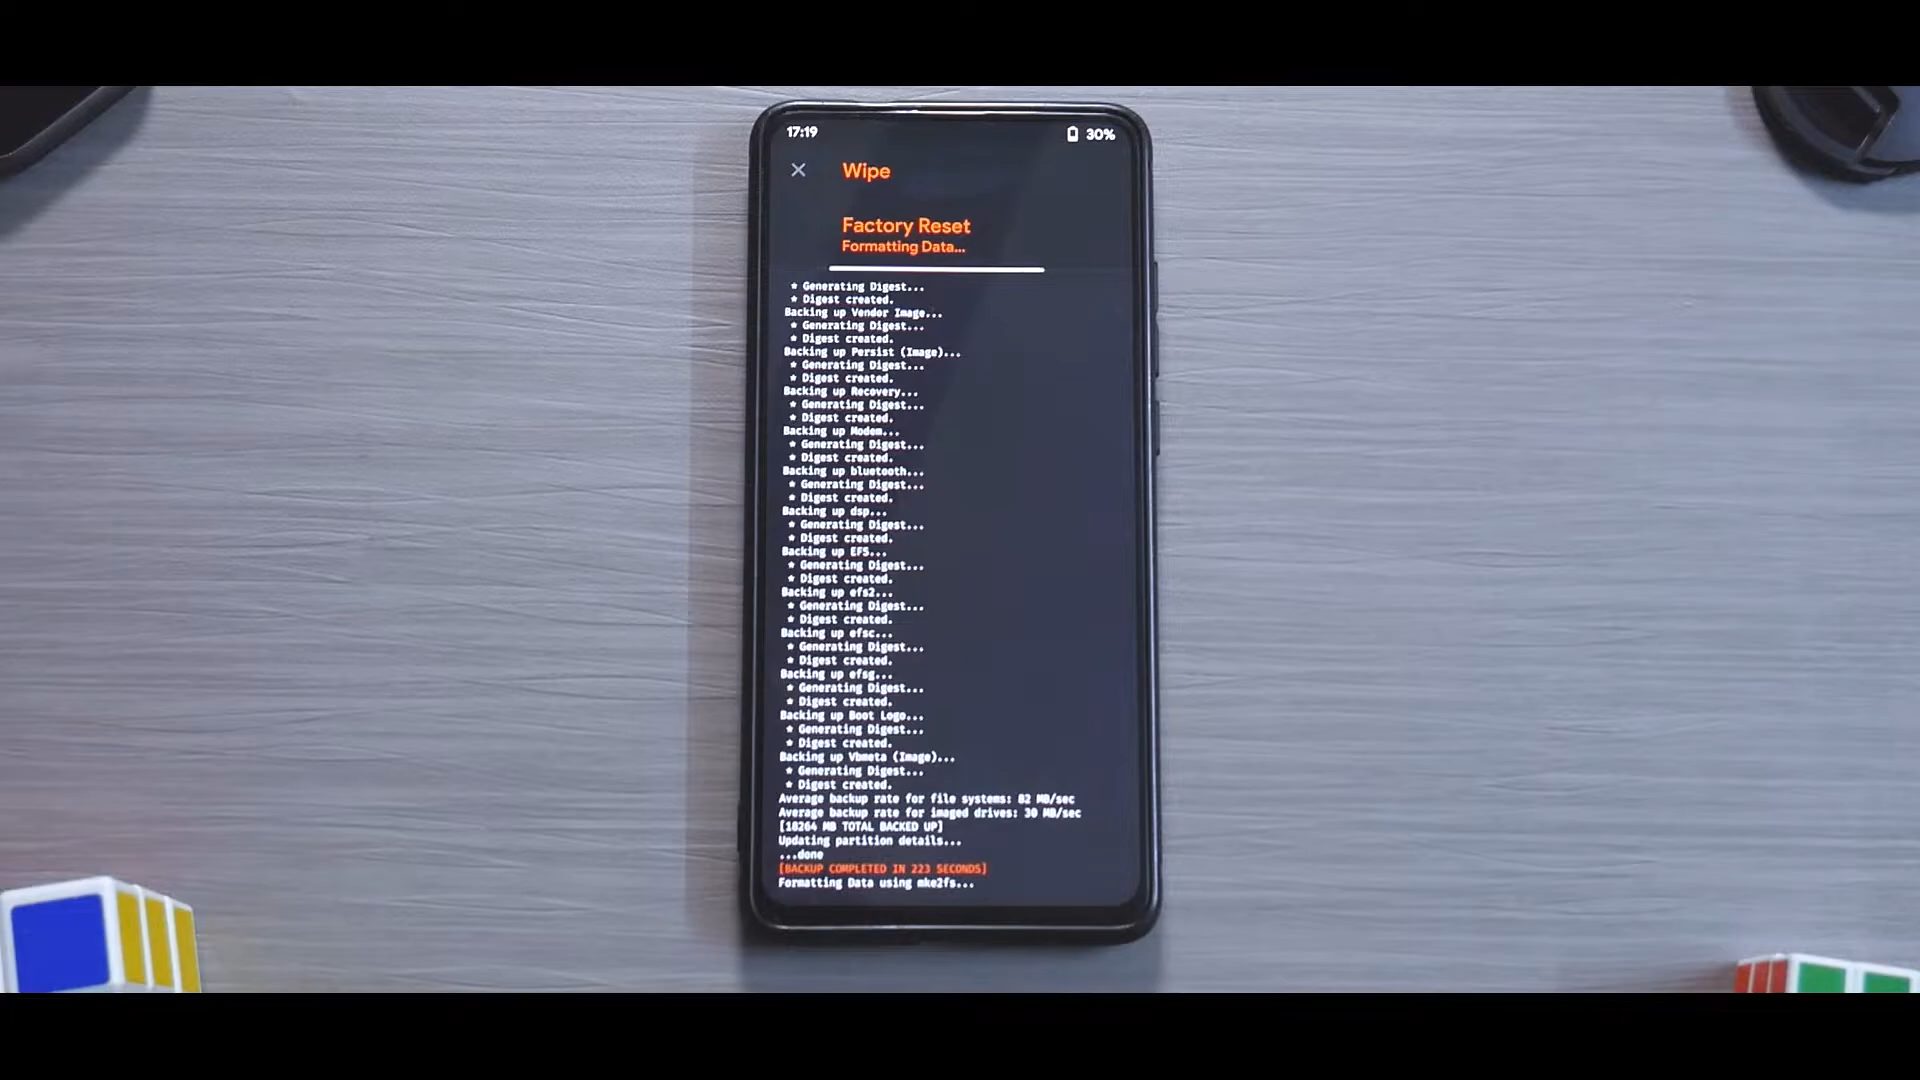 17:19
30%
Wipe
Factory Reset
Formatting Data...
* Generating Digest...
* Digest created.
Backing up Vendor Image...
* Generating Digest...
* Digest created.
Backing up Persist (Image)...
* Generating Digest...
* Digest created.
Backing up Recovery...
* Generating Digest...
* Digest created.
Backing up Modem...
* Generating Digest...
* Digest created.
Backing up bluetooth...
* Generating Digest...
* Digest created.
Backing up dsp...
* Generating Digest...
* Digest created.
Backing up EFS...
* Generating Digest...
* Digest created.
Backing up efs2...
* Generating Digest...
* Digest created.
Backing up efsc...
* Generating Digest...
* Digest created.
Backing up efsg...
* Generating Digest...
* Digest created.
Backing up Boot Logo...
* Generating Digest...
* Digest created.
Backing up Vbmeta (Image)...
* Generating Digest...
* Digest created.
Average backup rate for file systems: 82 MB/sec
Average backup rate for imaged drives: 30 MB/sec
[18264 MB TOTAL BACKED UP]
Updating partition details...
...done
[BACKUP COMPLETED IN 223 SECONDS]
Formatting Data using mke2fs...